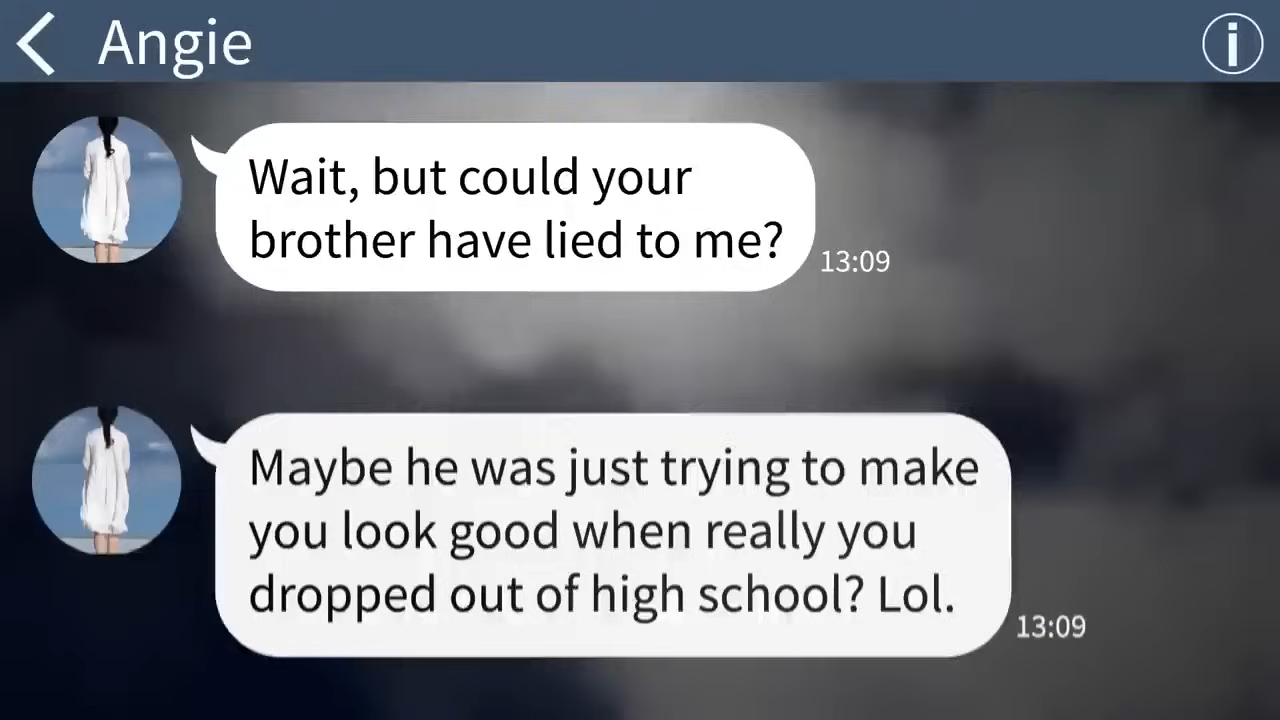 Angie
i
Wait, but could your
brother have lied to me?
13:09
Maybe he was just trying to make
you look good when really you
dropped out of high school? Lol.
13:09